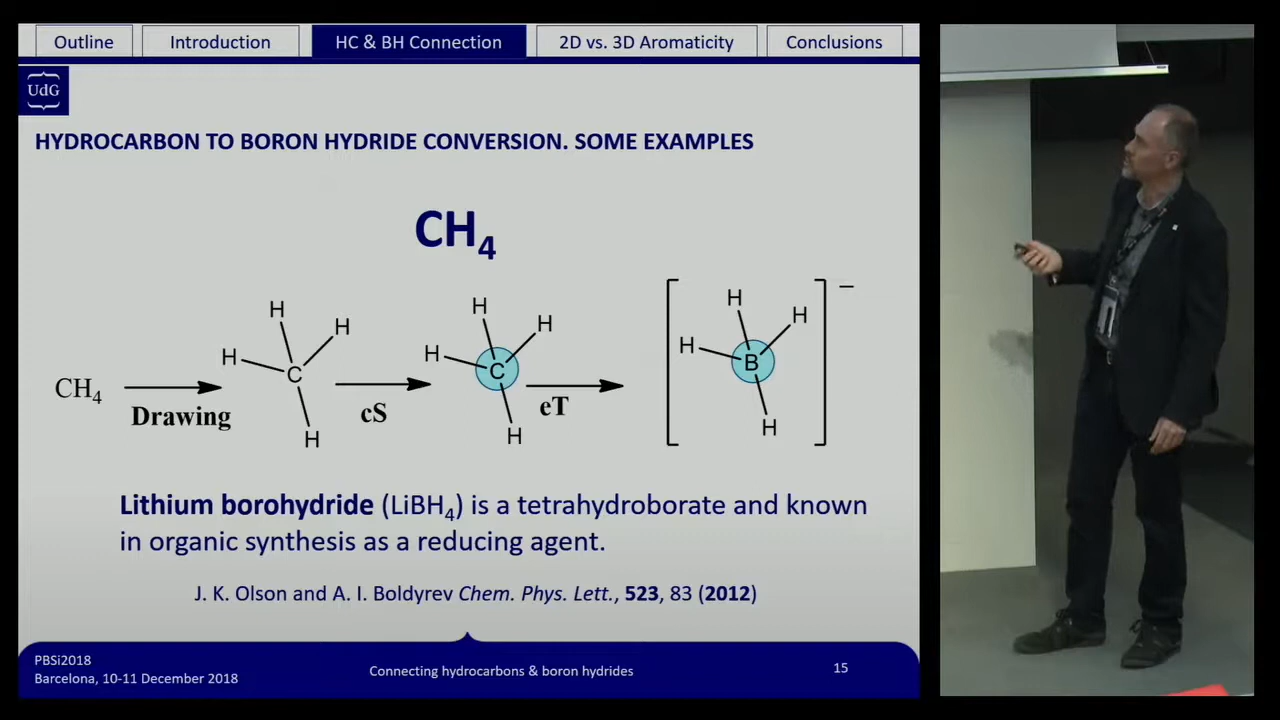 Outline Introduction HC & BH Connection 2D vs. 3D Aromaticity Conclusions
UdG
HYDROCARBON TO BORON HYDRIDE CONVERSION. SOME EXAMPLES
CH₄
H H H C H
H H H C H
[ H H H B H ] −
CH₄ Drawing cS eT
Lithium borohydride (LiBH₄) is a tetrahydroborate and known
in organic synthesis as a reducing agent.
J. K. Olson and A. I. Boldyrev Chem. Phys. Lett., 523, 83 (2012)
PBSi2018
Barcelona, 10-11 December 2018
Connecting hydrocarbons & boron hydrides
15